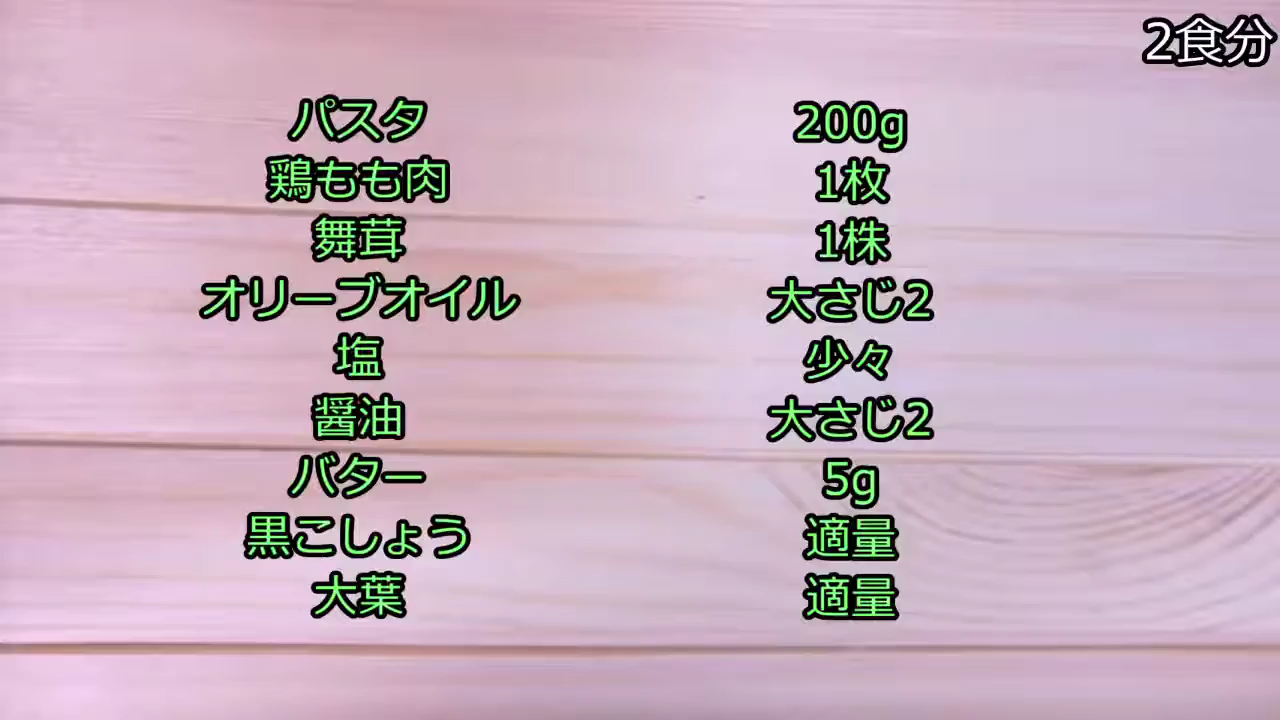 2食分
パスタ 200g
鶏もも肉 1枚
舞茸 1株
オリーブオイル 大さじ2
塩 少々
醤油 大さじ2
バター 5g
黒こしょう 適量
大葉 適量